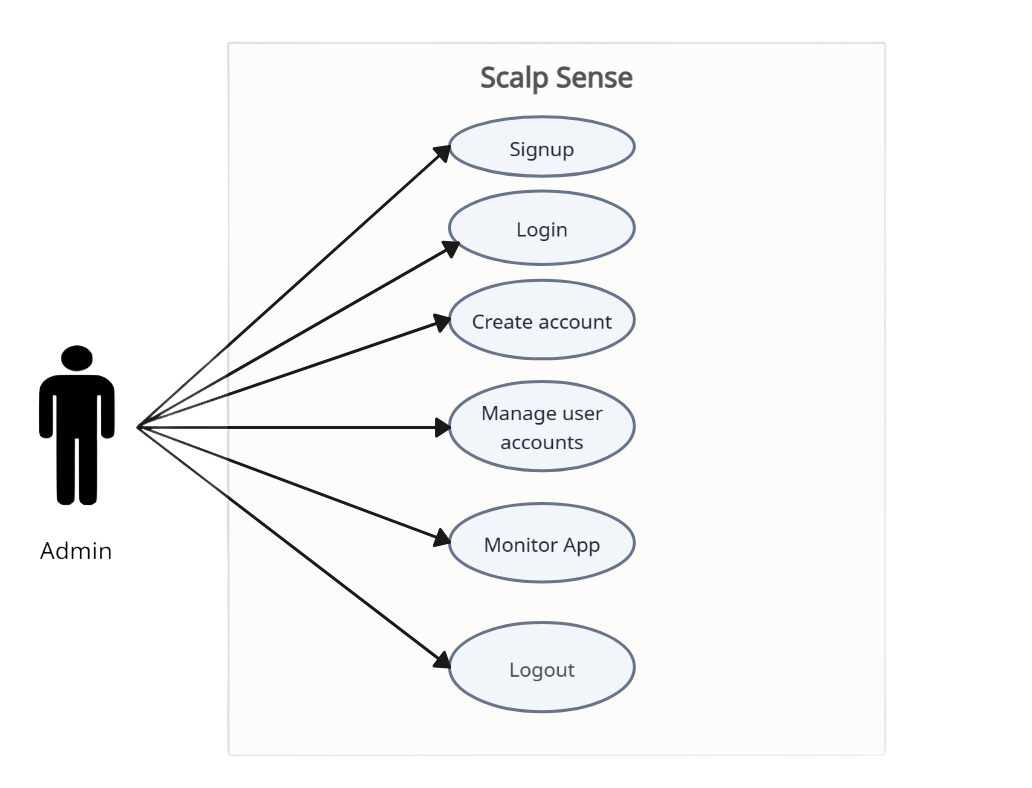 Scalp Sense
Signup
Login
Create account
Manage user
accounts
Monitor App
Logout
Admin